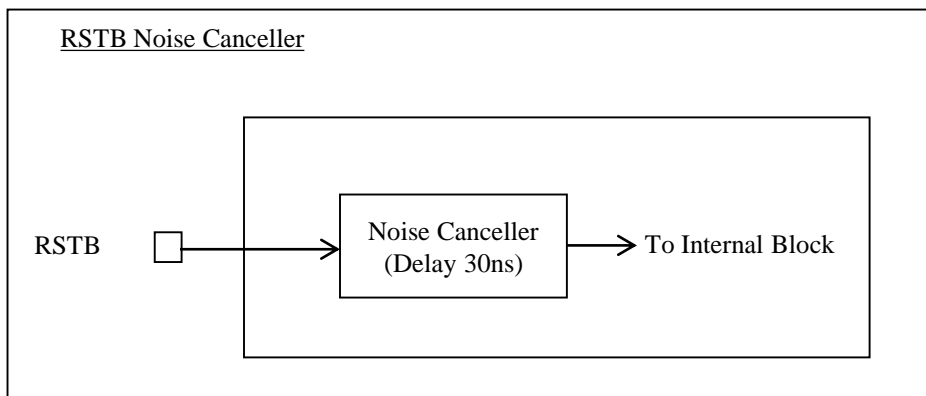 RSTB Noise Canceller
RSTB
Noise Canceller
(Delay 30ns)
To Internal Block